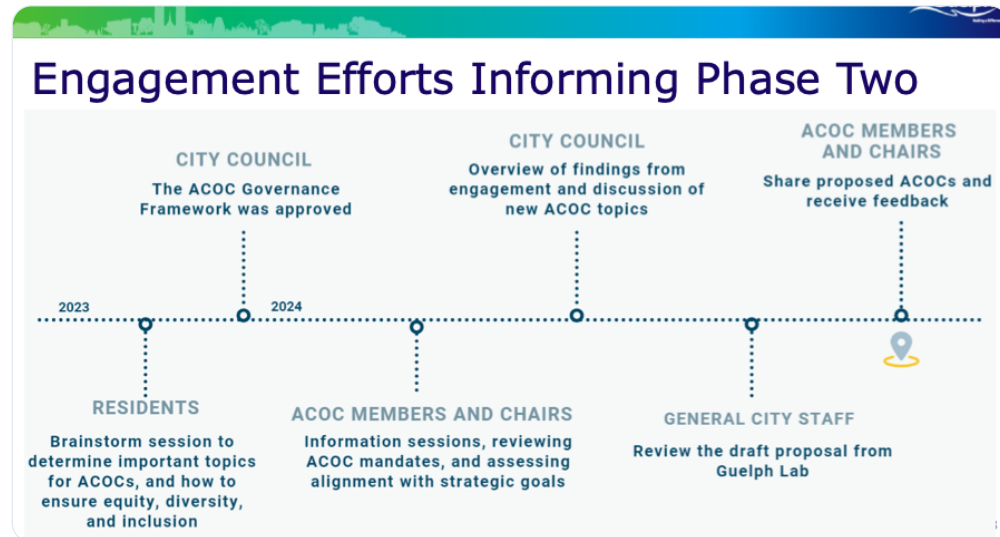 Engagement Efforts Informing Phase Two
CITY COUNCIL
The ACOC Governance
Framework was approved
CITY COUNCIL
Overview of findings from
engagement and discussion of
new ACOC topics
ACOC MEMBERS
AND CHAIRS
Share proposed ACOCs and
receive feedback
2023
2024
RESIDENTS
Brainstorm session to
determine important topics
for ACOCs, and how to
ensure equity, diversity,
and inclusion
ACOC MEMBERS AND CHAIRS
Information sessions, reviewing
ACOC mandates, and assessing
alignment with strategic goals
GENERAL CITY STAFF
Review the draft proposal from
Guelph Lab